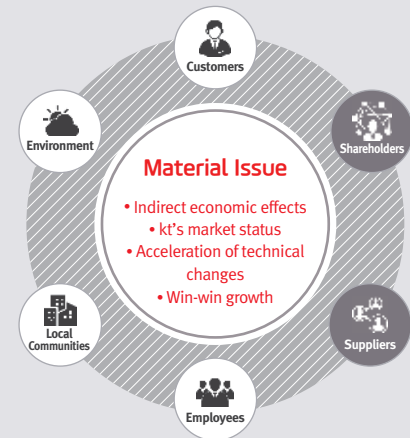 Customers
Environment
Shareholders
Material Issue
• Indirect economic effects
• kt's market status
• Acceleration of technical
changes
• Win-win growth
Local
Communities
Suppliers
Employees